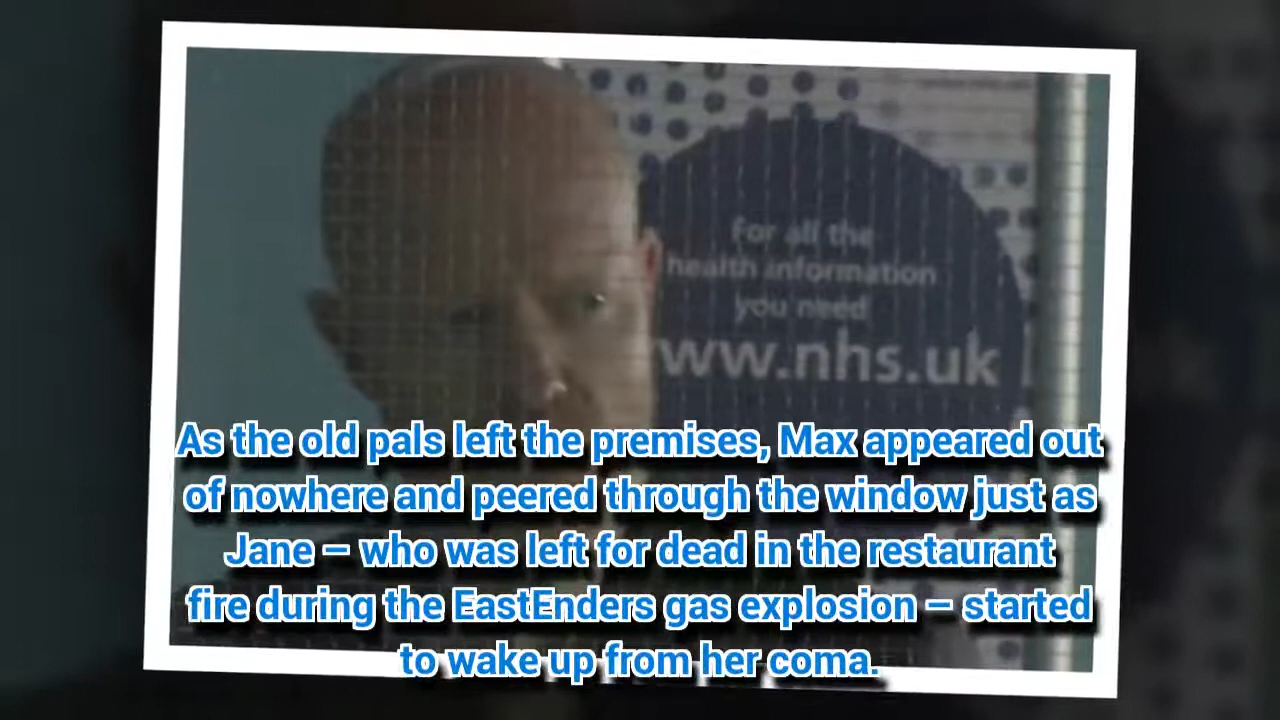 for all the
health information
you need
www.nhs.uk
As the old pals left the premises, Max appeared out
of nowhere and peered through the window just as
Jane – who was left for dead in the restaurant
fire during the EastEnders gas explosion – started
to wake up from her coma.